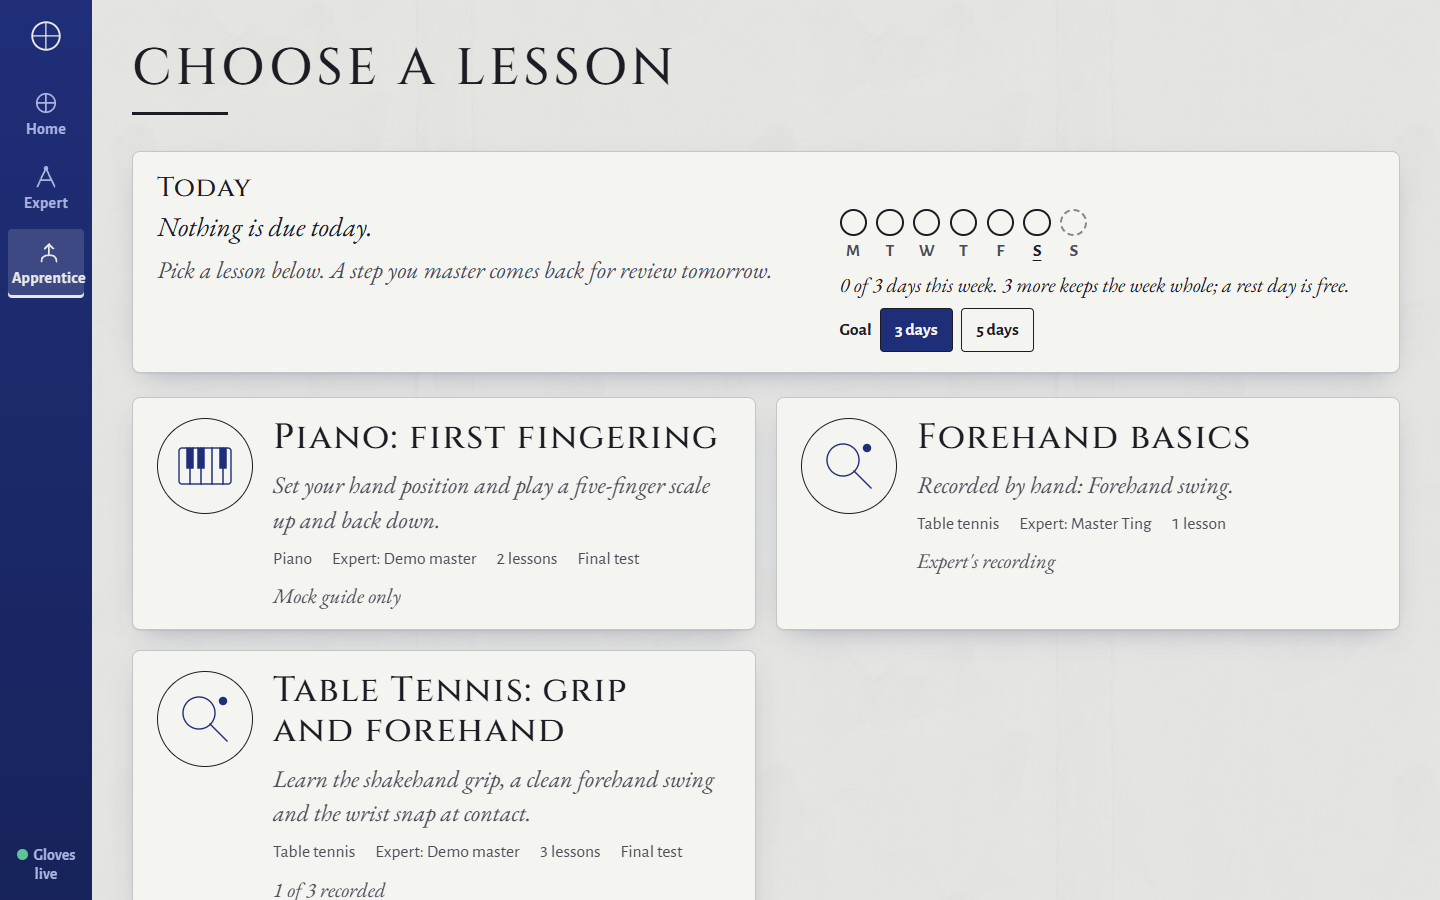 CHOOSE A LESSON
Home
Expert
Apprentice
Gloves
live
Today
Nothing is due today.
Pick a lesson below. A step you master comes back for review tomorrow.
M T W T F S S
0 of 3 days this week. 3 more keeps the week whole; a rest day is free.
Goal 3 days 5 days
Piano: first fingering
Set your hand position and play a five-finger scale
up and back down.
Piano Expert: Demo master 2 lessons Final test
Mock guide only
Forehand basics
Recorded by hand: Forehand swing.
Table tennis Expert: Master Ting 1 lesson
Expert's recording
Table Tennis: grip
and forehand
Learn the shakehand grip, a clean forehand swing
and the wrist snap at contact.
Table tennis Expert: Demo master 3 lessons Final test
1 of 3 recorded